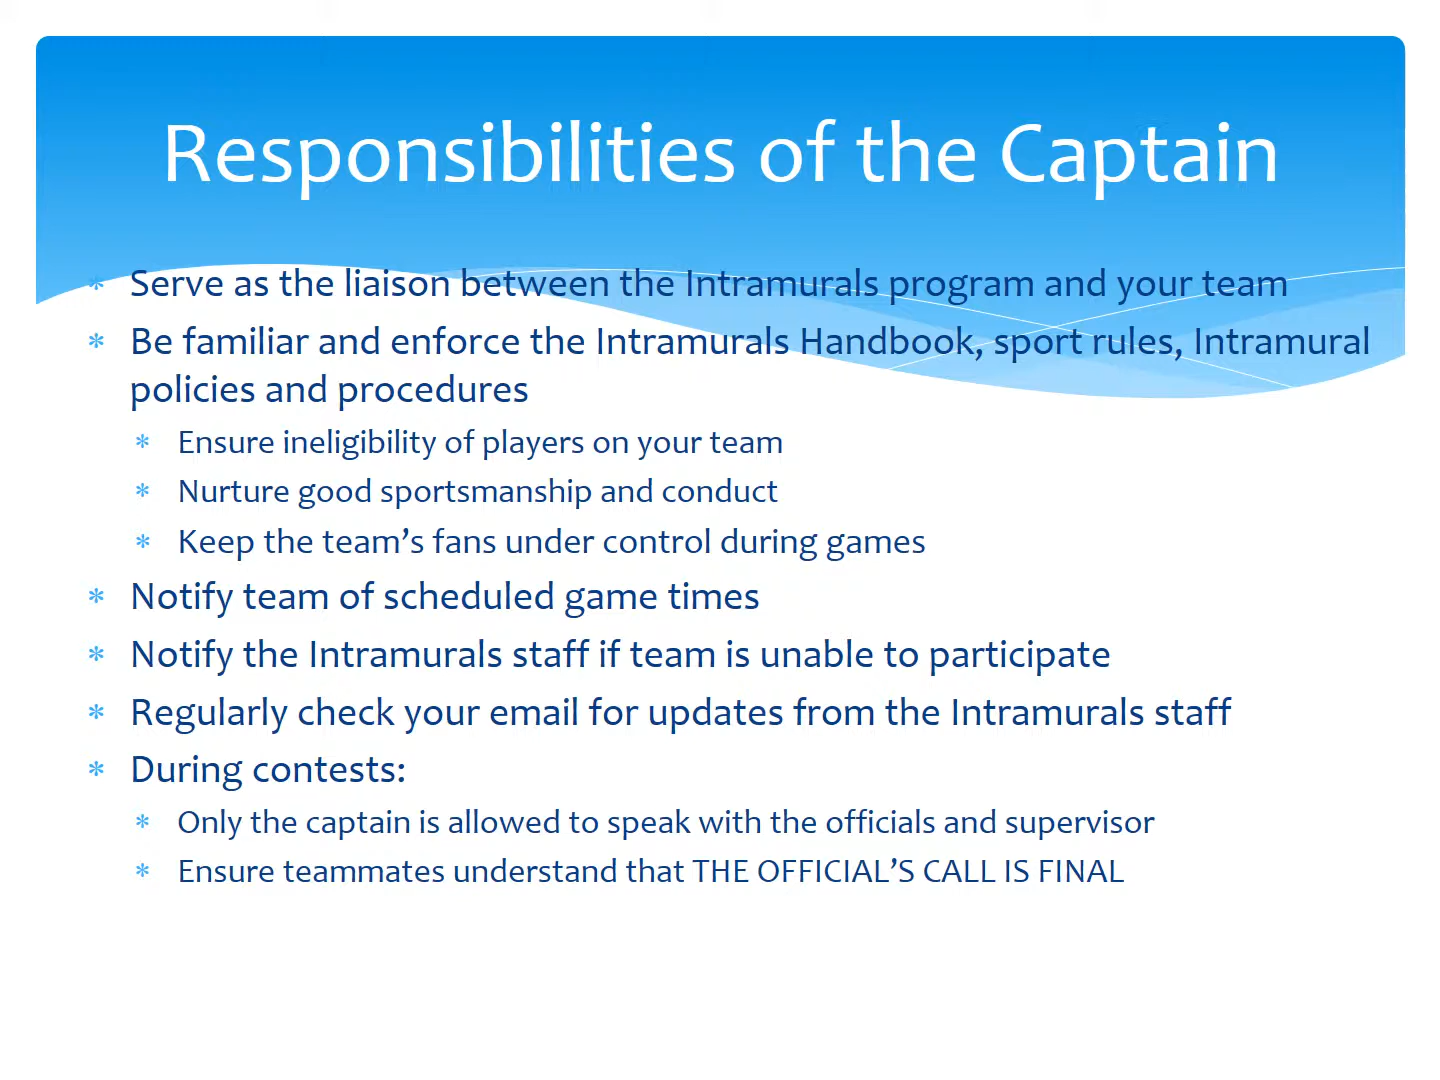 Responsibilities of the Captain
* Serve as the liaison between the Intramurals program and your team
* Be familiar and enforce the Intramurals Handbook, sport rules, Intramural
policies and procedures
* Ensure ineligibility of players on your team
* Nurture good sportsmanship and conduct
* Keep the team’s fans under control during games
* Notify team of scheduled game times
* Notify the Intramurals staff if team is unable to participate
* Regularly check your email for updates from the Intramurals staff
* During contests:
* Only the captain is allowed to speak with the officials and supervisor
* Ensure teammates understand that THE OFFICIAL’S CALL IS FINAL